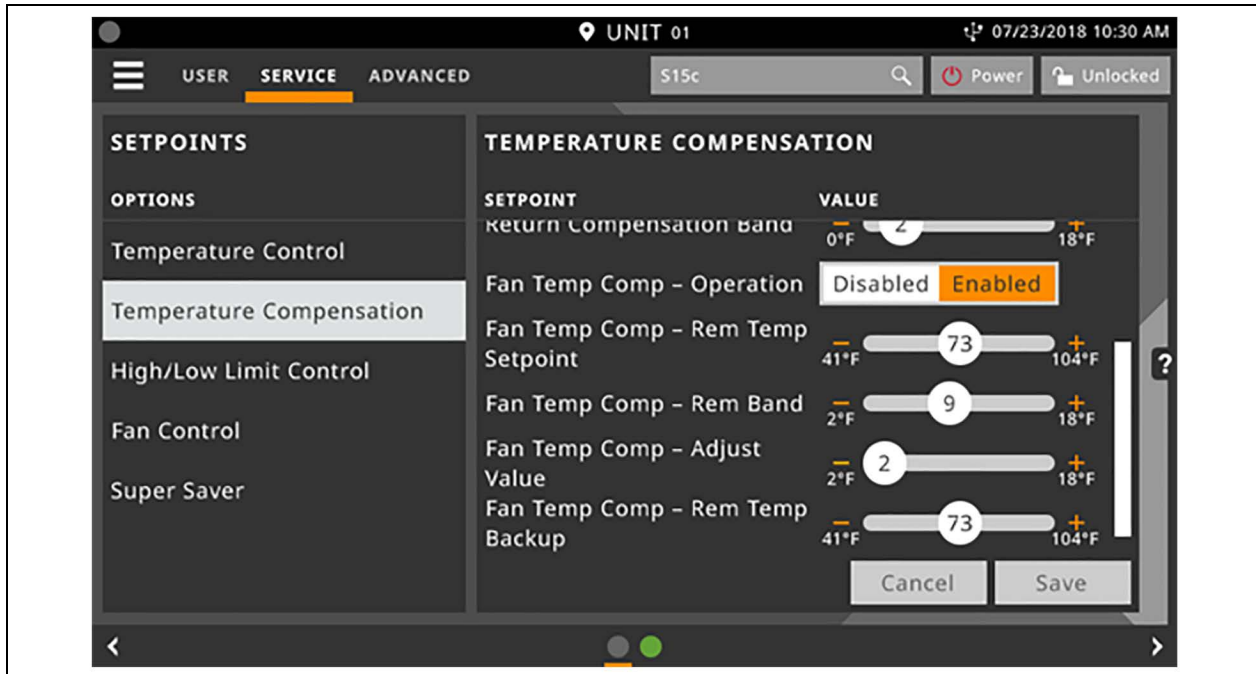 UNIT 01
07/23/2018 10:30 AM
USER SERVICE ADVANCED
S15c
Power
Unlocked
SETPOINTS
OPTIONS
Temperature Control
Temperature Compensation
High/Low Limit Control
Fan Control
Super Saver
TEMPERATURE COMPENSATION
SETPOINT VALUE
Return Compensation Band
– 2 +
0°F 18°F
Fan Temp Comp – Operation Disabled Enabled
Fan Temp Comp – Rem Temp
Setpoint
– 73 +
41°F 104°F
Fan Temp Comp – Rem Band
– 9 +
2°F 18°F
Fan Temp Comp – Adjust
Value
– 2 +
2°F 18°F
Fan Temp Comp – Rem Temp
Backup
– 73 +
41°F 104°F
Cancel Save
?
< >